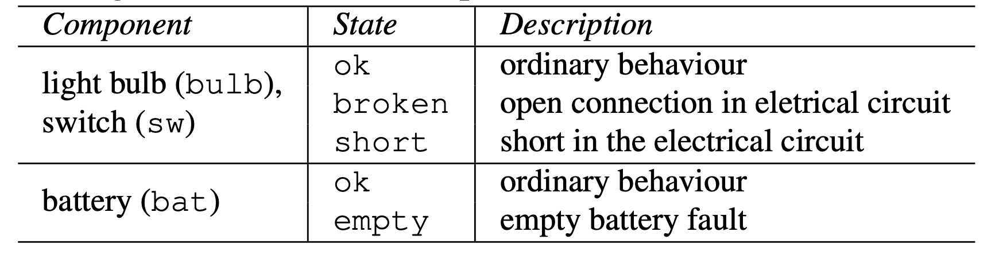 Component State Description
ok ordinary behaviour
light bulb (bulb),
broken open connection in eletrical circuit
switch (sw)
short short in the electrical circuit
ok ordinary behaviour
battery (bat)
empty empty battery fault